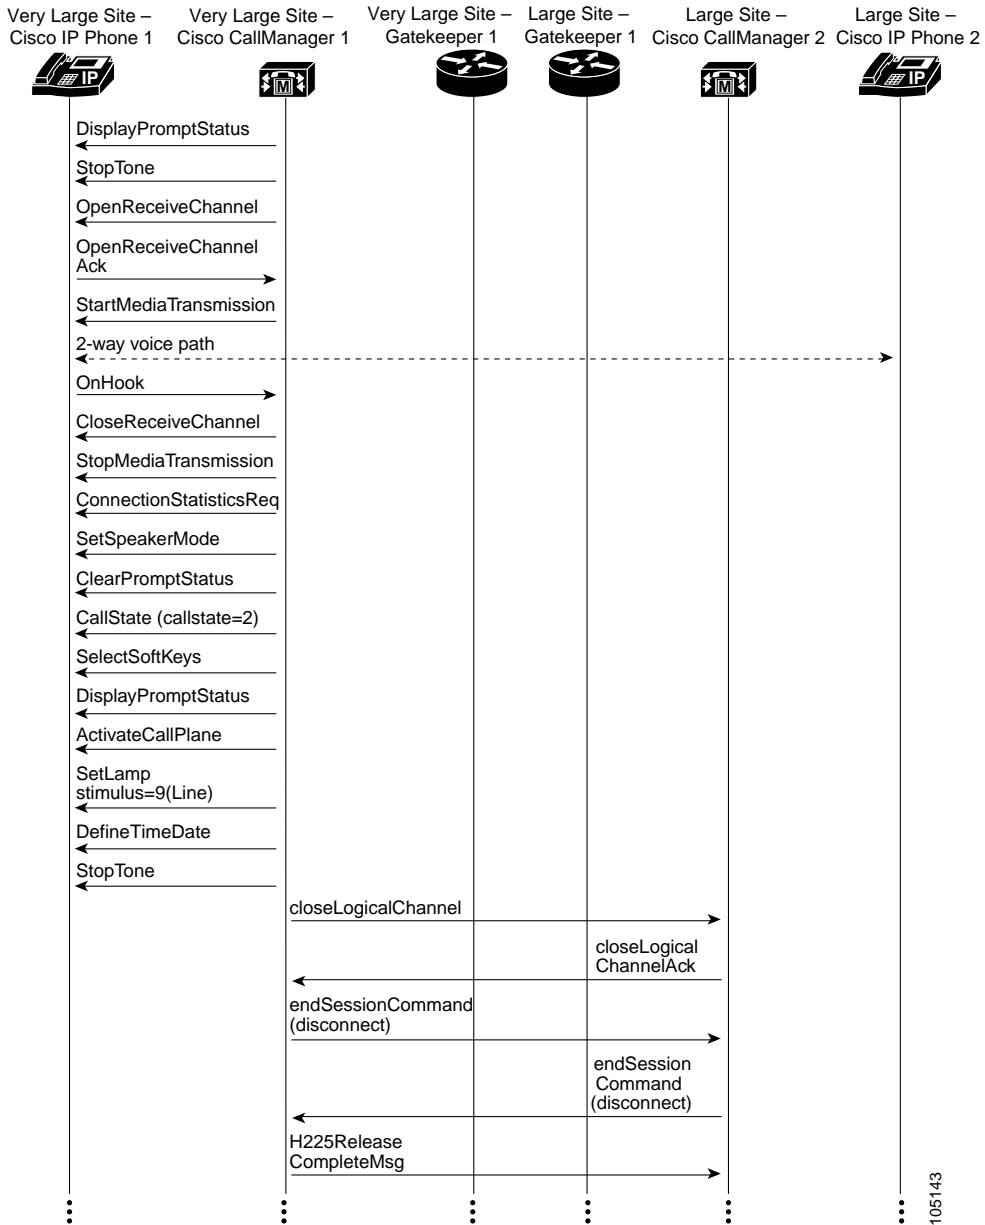 Very Large Site –
Cisco IP Phone 1
Very Large Site –
Cisco CallManager 1
Very Large Site –
Gatekeeper 1
Large Site –
Gatekeeper 1
Large Site –
Cisco CallManager 2
Large Site –
Cisco IP Phone 2
IP
M
M
IP
DisplayPromptStatus
StopTone
OpenReceiveChannel
OpenReceiveChannel
Ack
StartMediaTransmission
2-way voice path
OnHook
CloseReceiveChannel
StopMediaTransmission
ConnectionStatisticsReq
SetSpeakerMode
ClearPromptStatus
CallState (callstate=2)
SelectSoftKeys
DisplayPromptStatus
ActivateCallPlane
SetLamp
stimulus=9(Line)
DefineTimeDate
StopTone
closeLogicalChannel
closeLogical
ChannelAck
endSessionCommand
(disconnect)
endSession
Command
(disconnect)
H225Release
CompleteMsg
105143